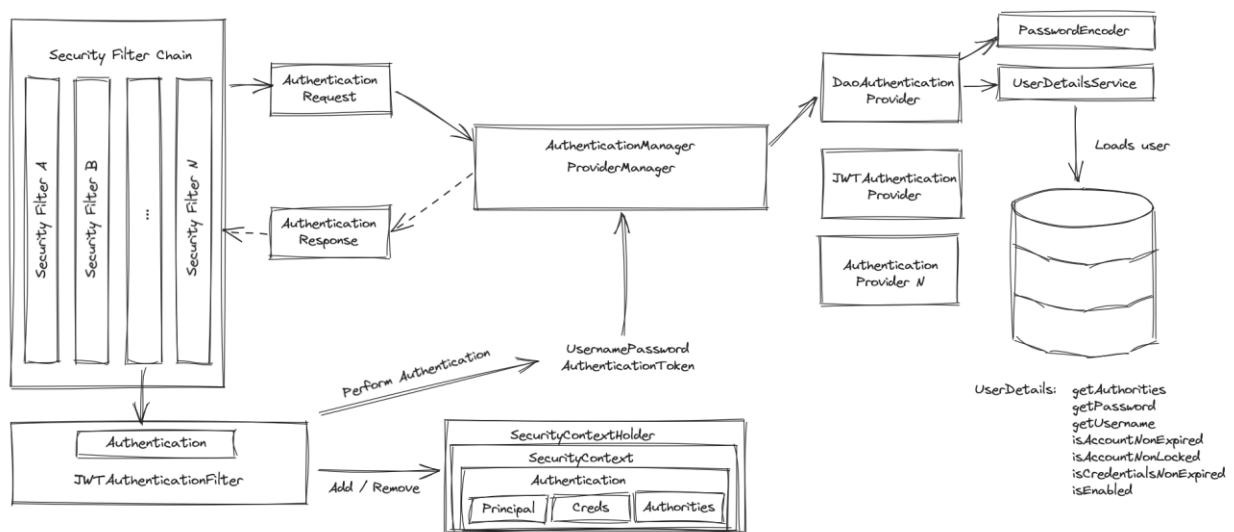 Security Filter Chain
Security Filter A
Security Filter B
...
Security Filter N
Authentication
Request
Authentication
Response
AuthenticationManager
ProviderManager
DaoAuthentication
Provider
JWTAuthentication
Provider
Authentication
Provider N
PasswordEncoder
UserDetailsService
Loads user
UserDetails: getAuthorities
getPassword
getUsername
isAccountNonExpired
isAccountNonLocked
isCredentialsNonExpired
isEnabled
Perform Authentication
UsernamePassword
AuthenticationToken
Authentication
JWTAuthenticationFilter
Add / Remove
SecurityContextHolder
SecurityContext
Authentication
Principal
Creds
Authorities